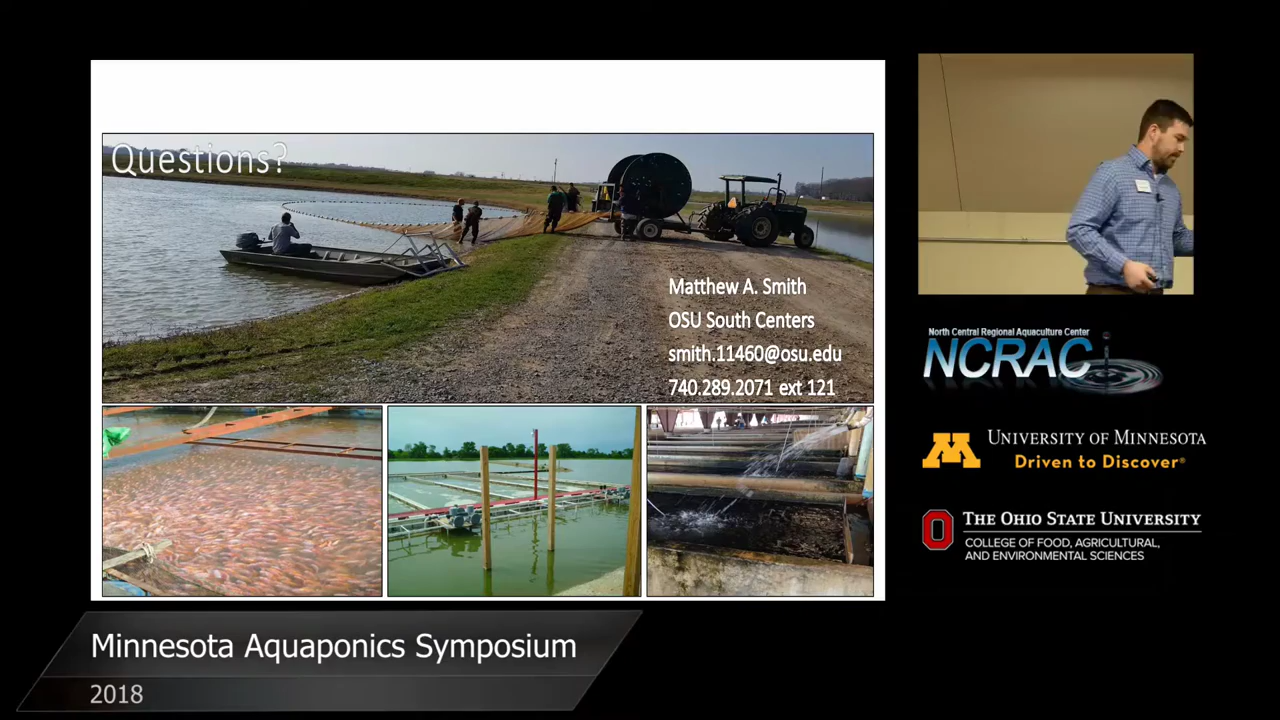 Questions?
Matthew A. Smith
OSU South Centers
smith.11460@osu.edu
740.289.2071 ext 121
North Central Regional Aquaculture Center
NCRAC
M
UNIVERSITY OF MINNESOTA
Driven to Discover®
O
THE OHIO STATE UNIVERSITY
COLLEGE OF FOOD, AGRICULTURAL,
AND ENVIRONMENTAL SCIENCES
Minnesota Aquaponics Symposium
2018